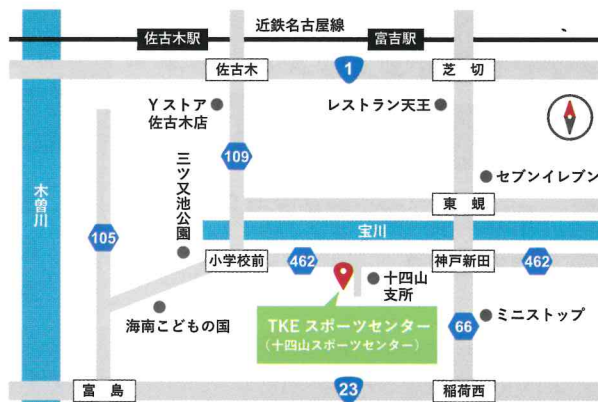 近鉄名古屋線
佐古木駅
富吉駅
佐古木
1
芝切
Yストア
佐古木店
レストラン天王
109
三ツ又池公園
セブンイレブン
木曽川
東蜆
105
宝川
小学校前
462
神戸新田
462
十四山
支所
海南こどもの国
TKE スポーツセンター
(十四山スポーツセンター)
66
ミニストップ
富島
23
稲荷西